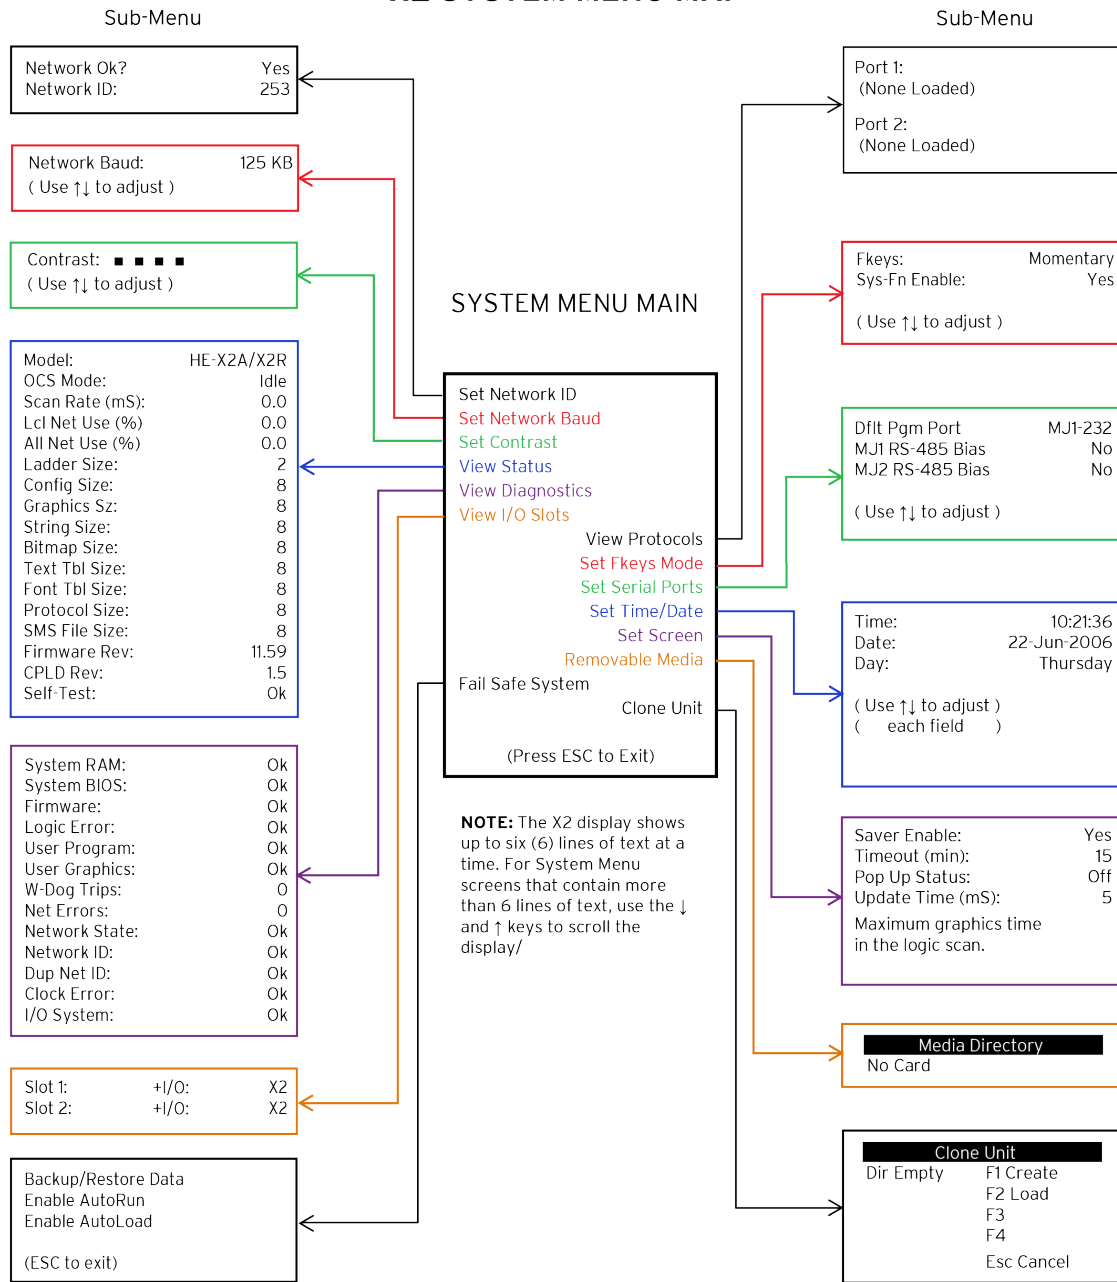 Sub-Menu
Network Ok? Yes
Network ID: 253
Network Baud: 125 KB
( Use ↑↓ to adjust )
Contrast: ■ ■ ■ ■
( Use ↑↓ to adjust )
Model: HE-X2A/X2R
OCS Mode: Idle
Scan Rate (mS): 0.0
Lcl Net Use (%) 0.0
All Net Use (%) 0.0
Ladder Size: 2
Config Size: 8
Graphics Sz: 8
String Size: 8
Bitmap Size: 8
Text Tbl Size: 8
Font Tbl Size: 8
Protocol Size: 8
SMS File Size: 8
Firmware Rev: 11.59
CPLD Rev: 1.5
Self-Test: Ok
System RAM: Ok
System BIOS: Ok
Firmware: Ok
Logic Error: Ok
User Program: Ok
User Graphics: Ok
W-Dog Trips: 0
Net Errors: 0
Network State: Ok
Network ID: Ok
Dup Net ID: Ok
Clock Error: Ok
I/O System: Ok
Slot 1: +I/O: X2
Slot 2: +I/O: X2
Backup/Restore Data
Enable AutoRun
Enable AutoLoad
(ESC to exit)
SYSTEM MENU MAIN
Set Network ID
Set Network Baud
Set Contrast
View Status
View Diagnostics
View I/O Slots
View Protocols
Set Fkeys Mode
Set Serial Ports
Set Time/Date
Set Screen
Removable Media
Fail Safe System
Clone Unit
(Press ESC to Exit)
NOTE: The X2 display shows
up to six (6) lines of text at a
time. For System Menu
screens that contain more
than 6 lines of text, use the ↓
and ↑ keys to scroll the
display/
Sub-Menu
Port 1:
(None Loaded)
Port 2:
(None Loaded)
Fkeys: Momentary
Sys-Fn Enable: Yes
( Use ↑↓ to adjust )
Dflt Pgm Port MJ1-232
MJ1 RS-485 Bias No
MJ2 RS-485 Bias No
( Use ↑↓ to adjust )
Time: 10:21:36
Date: 22-Jun-2006
Day: Thursday
( Use ↑↓ to adjust )
( each field )
Saver Enable: Yes
Timeout (min): 15
Pop Up Status: Off
Update Time (mS): 5
Maximum graphics time
in the logic scan.
Media Directory
No Card
Clone Unit
Dir Empty F1 Create
F2 Load
F3
F4
Esc Cancel